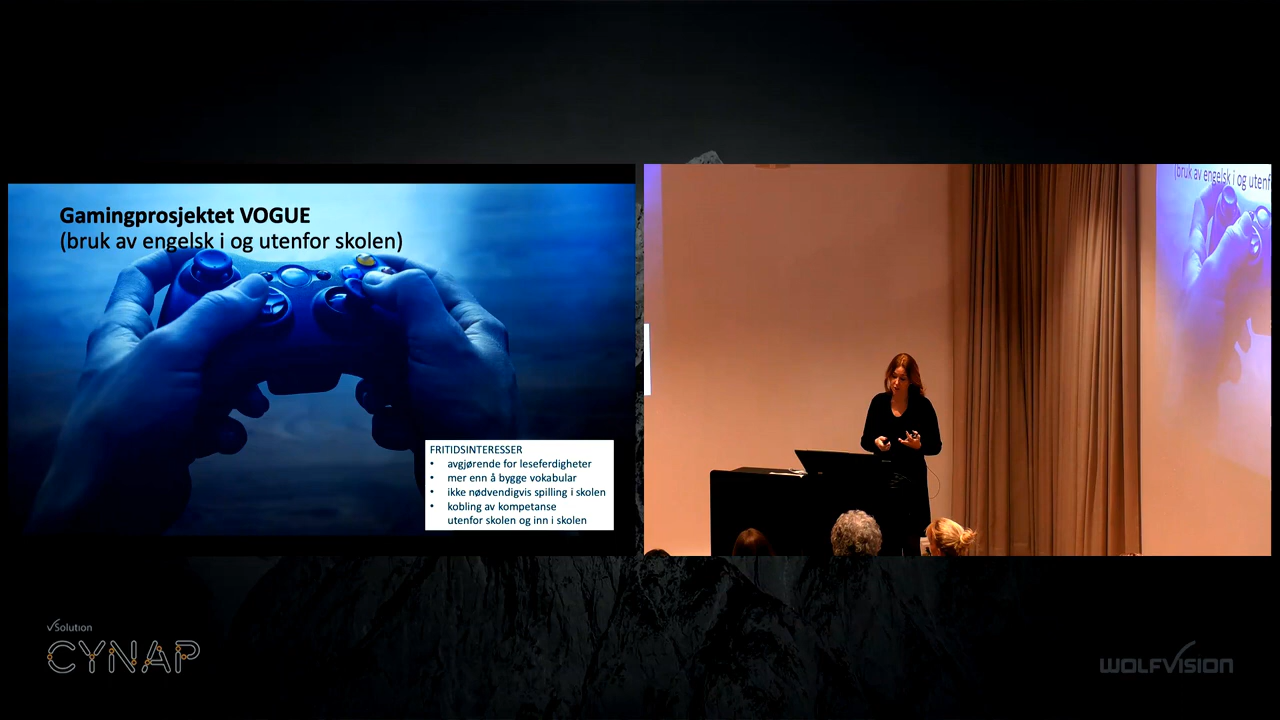 Gamingprosjektet VOGUE
(bruk av engelsk i og utenfor skolen)
FRITIDSINTERESSER
• avgjørende for leseferdigheter
• mer enn å bygge vokabular
• ikke nødvendigvis spilling i skolen
• kobling av kompetanse
utenfor skolen og inn i skolen
(bruk av engelsk i og utenf
vSolution
CYNAP
WOLFVISION